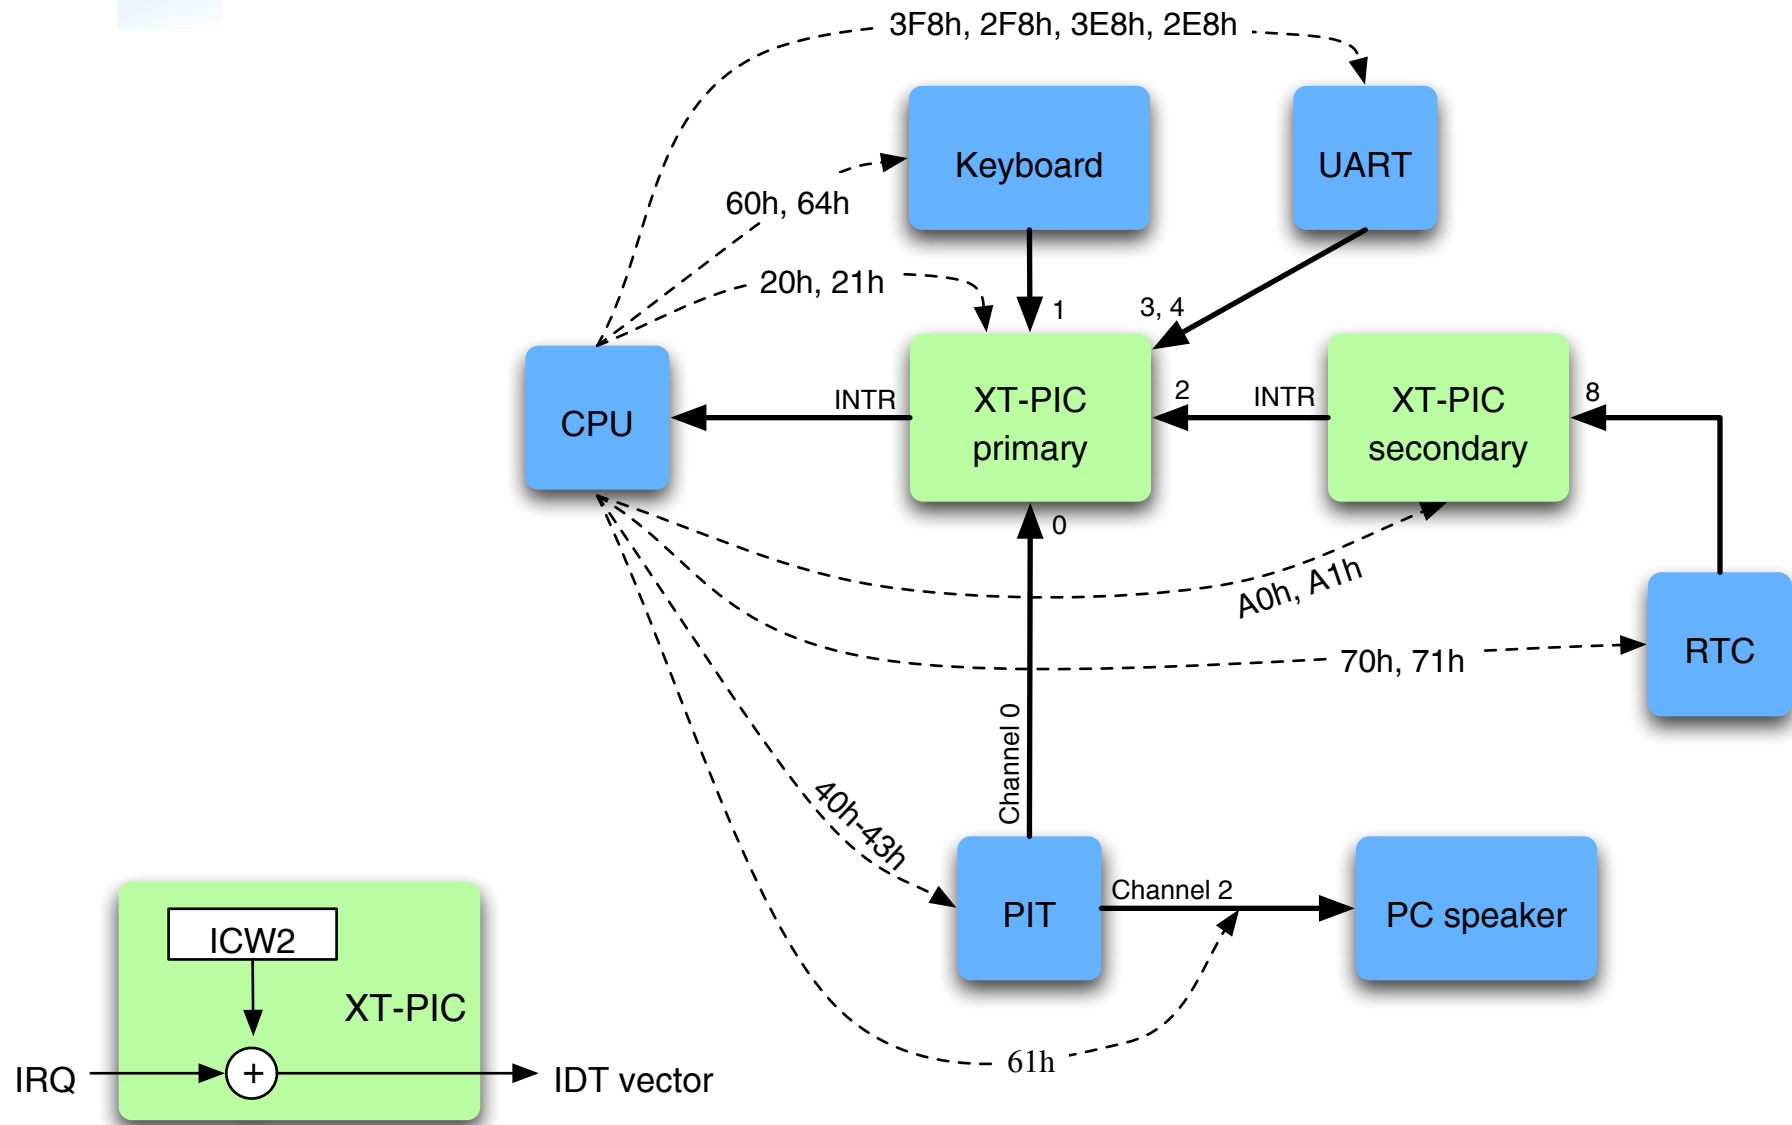 3F8h, 2F8h, 3E8h, 2E8h
Keyboard
UART
60h, 64h
20h, 21h
1
3, 4
CPU
INTR
XT-PIC
primary
2
INTR
XT-PIC
secondary
8
0
A0h, A1h
70h, 71h
RTC
Channel 0
40h-43h
PIT
Channel 2
PC speaker
61h
ICW2
XT-PIC
IRQ
+
IDT vector